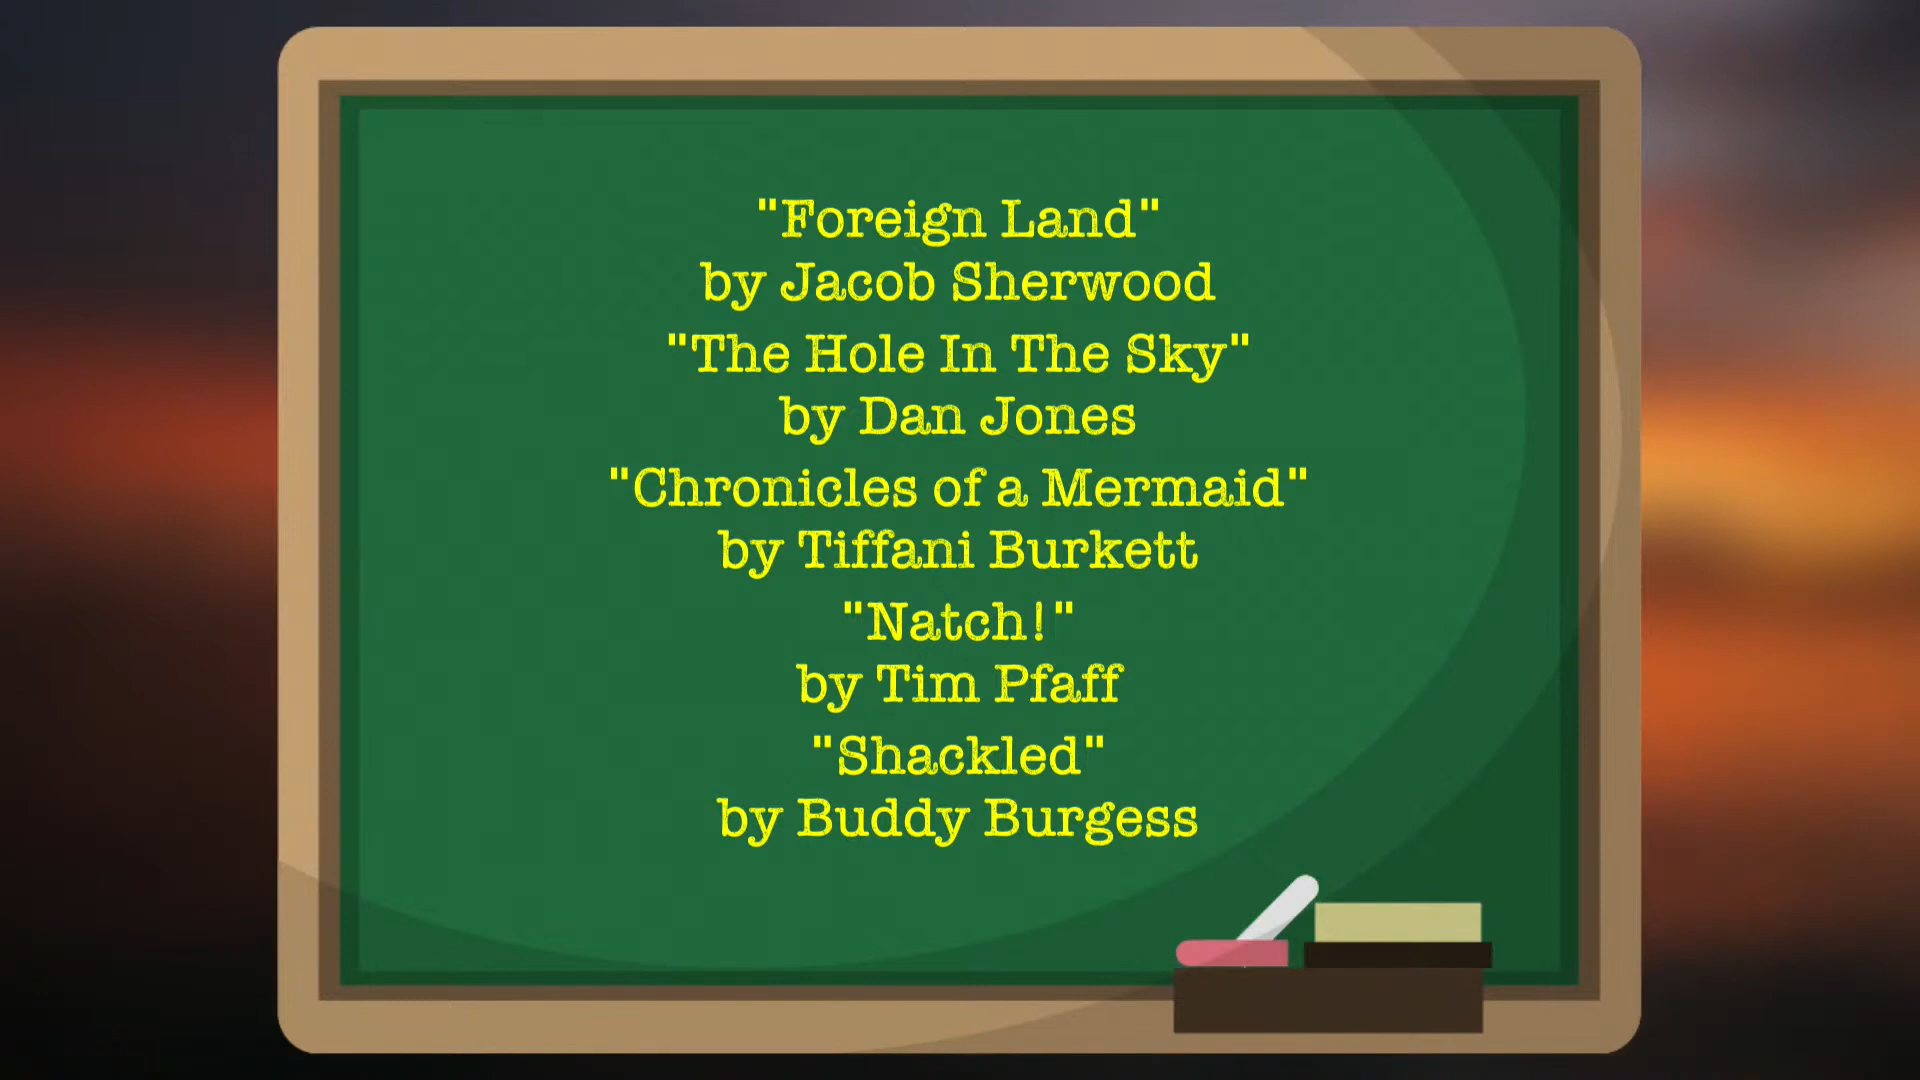 "Foreign Land"
by Jacob Sherwood
"The Hole In The Sky"
by Dan Jones
"Chronicles of a Mermaid"
by Tiffani Burkett
"Natch!"
by Tim Pfaff
"Shackled"
by Buddy Burgess